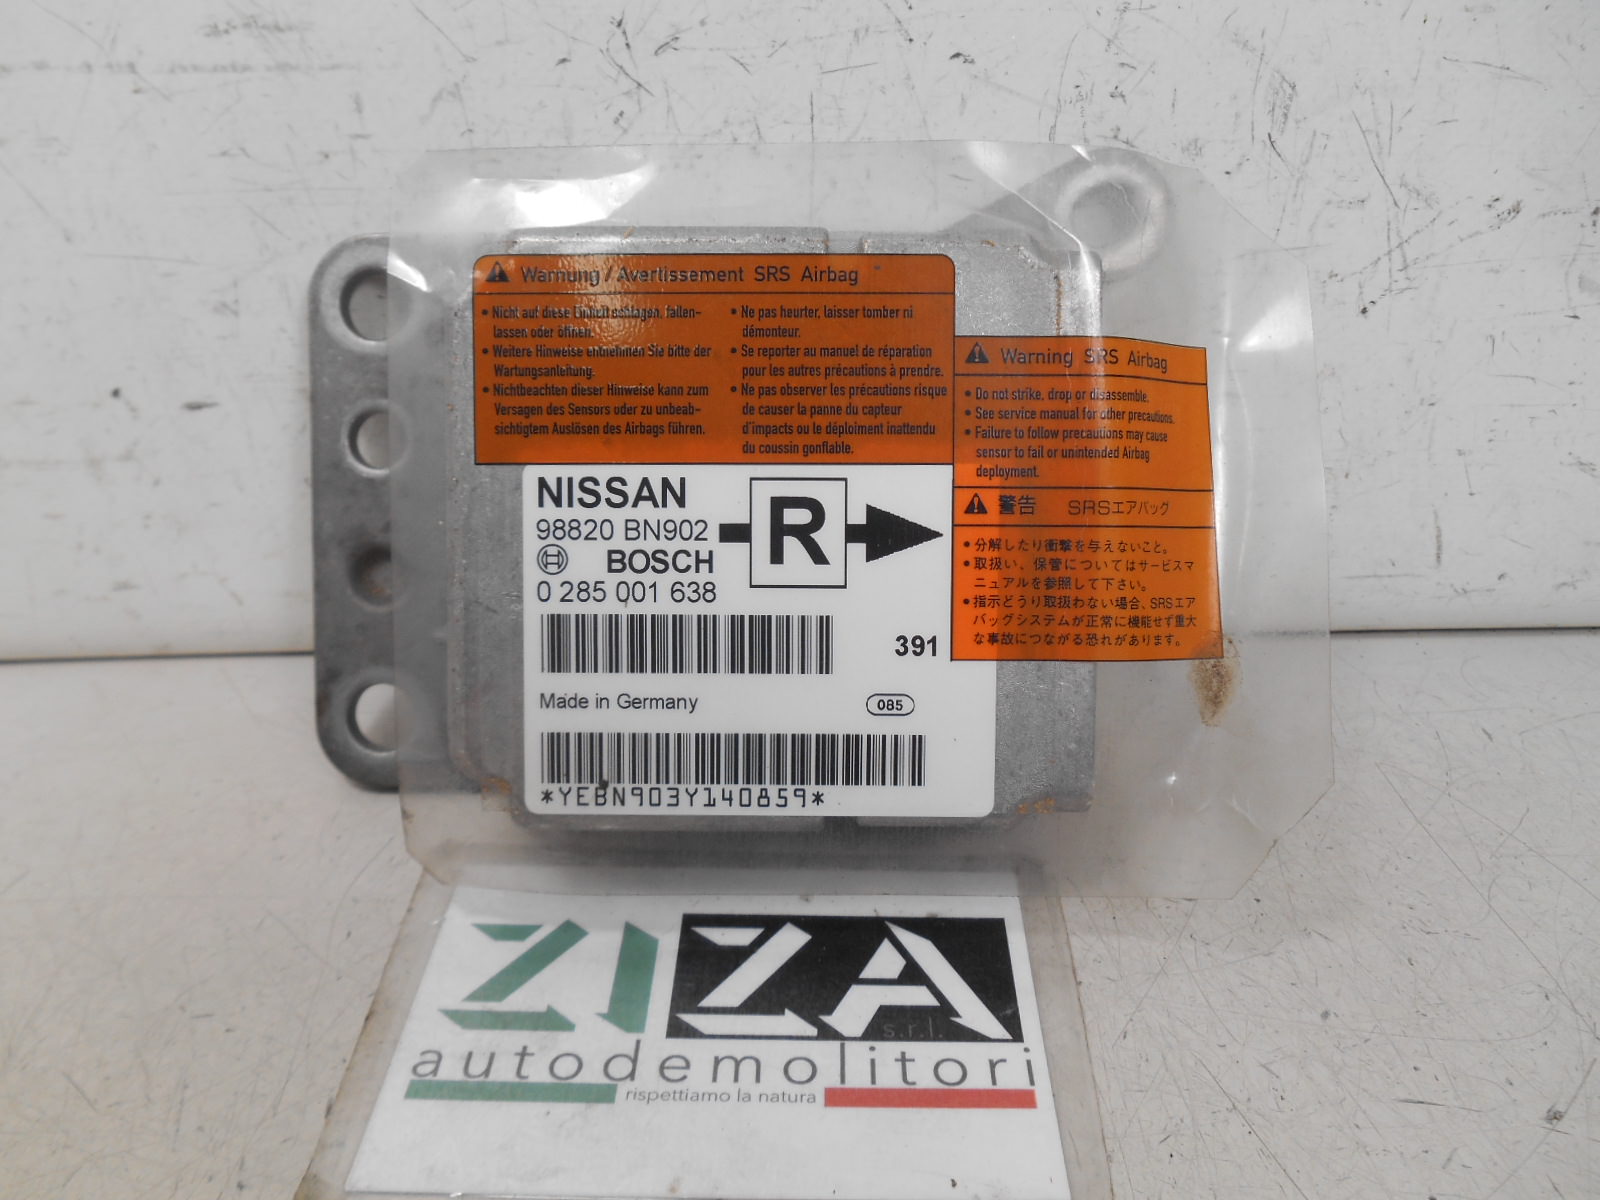 Warnung / Avertissement SRS Airbag
• Nicht auf diese Einheit schlagen, fallen-
lassen oder öffnen.
• Weitere Hinweise entnehmen Sie bitte der
Wartungsanleitung.
• Nichtbeachten dieser Hinweise kann zum
Versagen des Sensors oder zu unbeab-
sichtigtem Auslösen des Airbags führen.
• Ne pas heurter, laisser tomber ni
démonteur.
• Se reporter au manuel de réparation
pour les autres précautions à prendre.
• Ne pas observer les précautions risque
de causer la panne du capteur
d'impacts ou le déploiment inattendu
du coussin gonflable.
Warning SRS Airbag
• Do not strike, drop or disassemble.
• See service manual for other precautions.
• Failure to follow precautions may cause
sensor to fail or unintended Airbag
deployment.
警告 SRSエアバッグ
• 分解したり衝撃を与えないこと。
• 取扱い、保管についてはサービスマ
ニュアルを参照して下さい。
• 指示どうり取扱わない場合、SRSエア
バッグシステムが正常に機能せず重大
な事故につながる恐れがあります。
NISSAN
98820 BN902
BOSCH
0 285 001 638
R
391
Made in Germany
085
*YEBN903Y140859*
ZIZA
s.r.l.
autodemolitori
rispettiamo la natura